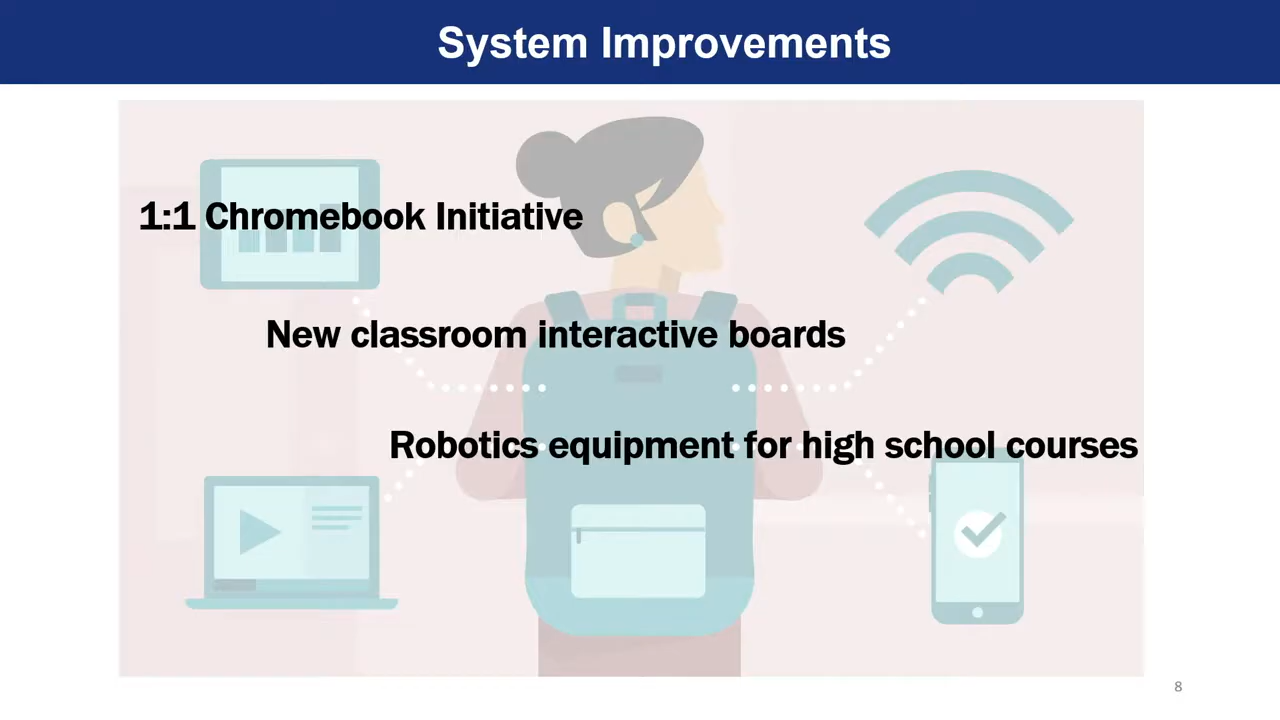 System Improvements
1:1 Chromebook Initiative
New classroom interactive boards
Robotics equipment for high school courses
8